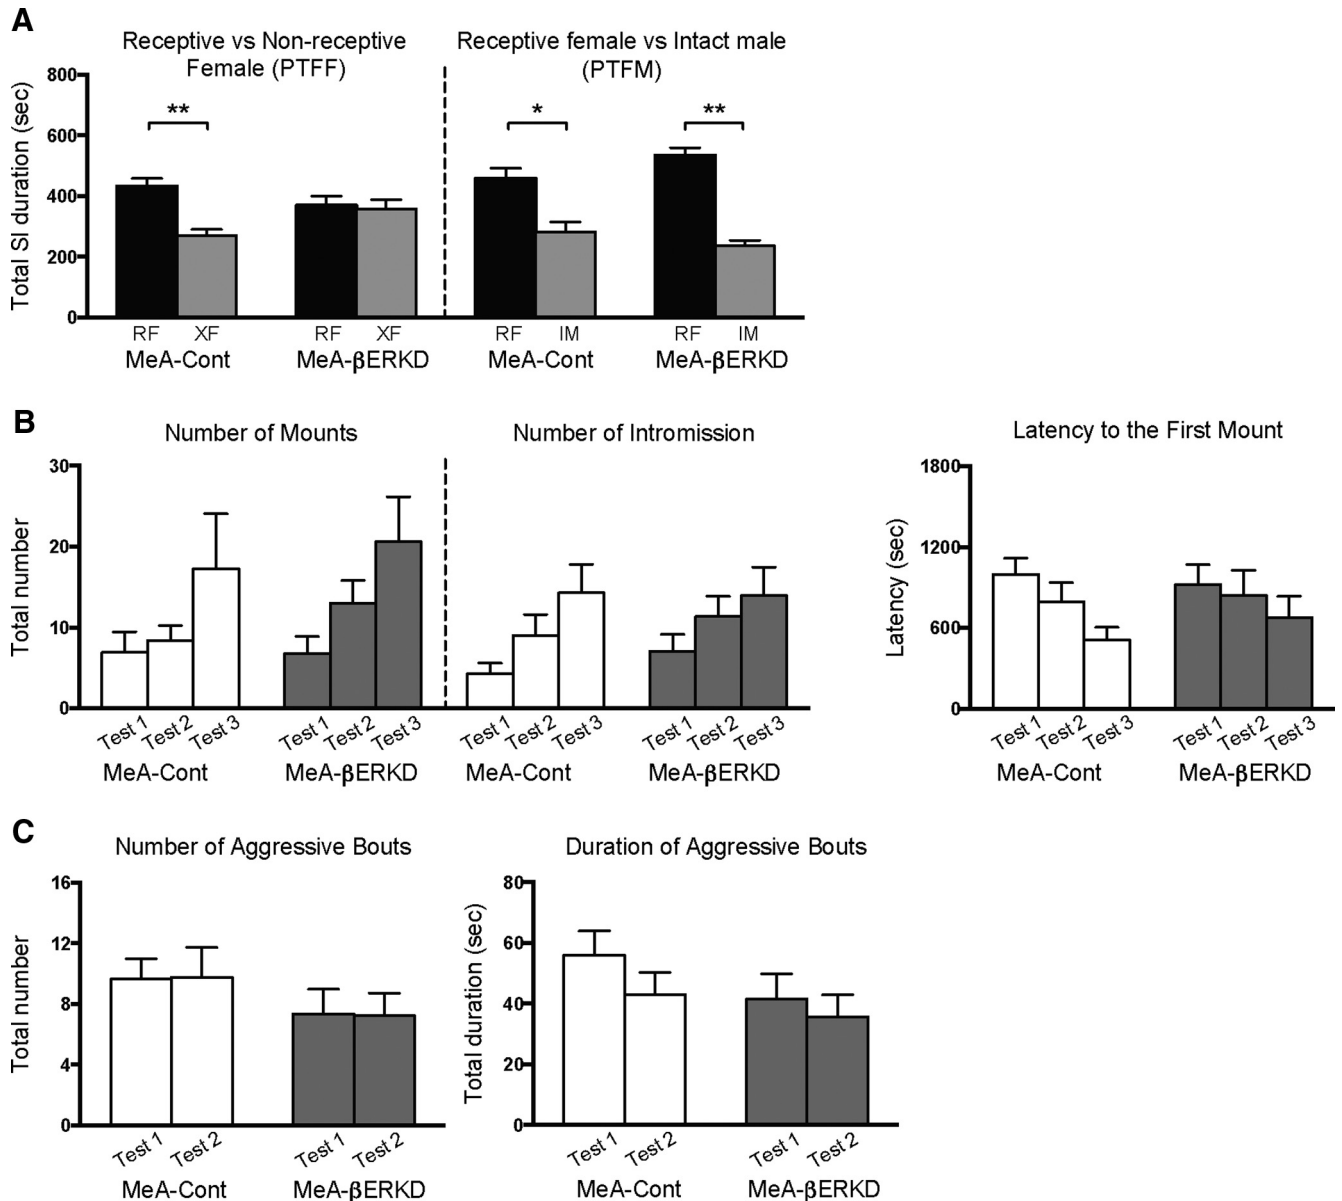 A
Receptive vs Non-receptive
Female (PTFF)
Receptive female vs Intact male
(PTFM)
Total SI duration (sec)
800
600
400
200
0
**
*
**
RF XF RF XF RF IM RF IM
MeA-Cont MeA-βERKD MeA-Cont MeA-βERKD
B
Number of Mounts
Number of Intromission
Latency to the First Mount
Total number
30
20
10
0
Test 1 Test 2 Test 3 Test 1 Test 2 Test 3 Test 1 Test 2 Test 3 Test 1 Test 2 Test 3
MeA-Cont MeA-βERKD MeA-Cont MeA-βERKD
Latency (sec)
1800
1200
600
0
Test 1 Test 2 Test 3 Test 1 Test 2 Test 3
MeA-Cont MeA-βERKD
C
Number of Aggressive Bouts
Total number
16
12
8
4
0
Test 1 Test 2 Test 1 Test 2
MeA-Cont MeA-βERKD
Duration of Aggressive Bouts
Total duration (sec)
80
60
40
20
0
Test 1 Test 2 Test 1 Test 2
MeA-Cont MeA-βERKD